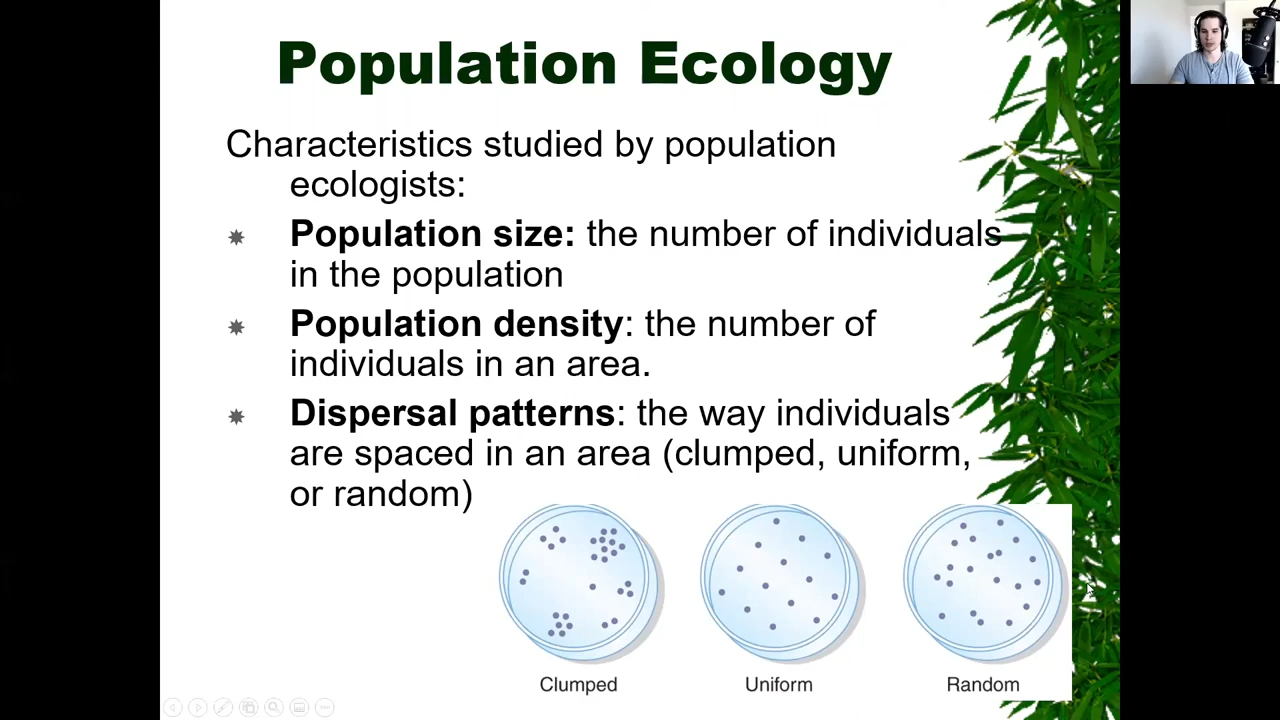 Population Ecology
Characteristics studied by population
ecologists:
Population size: the number of individuals
in the population
Population density: the number of
individuals in an area.
Dispersal patterns: the way individuals
are spaced in an area (clumped, uniform,
or random)
Clumped Uniform Random